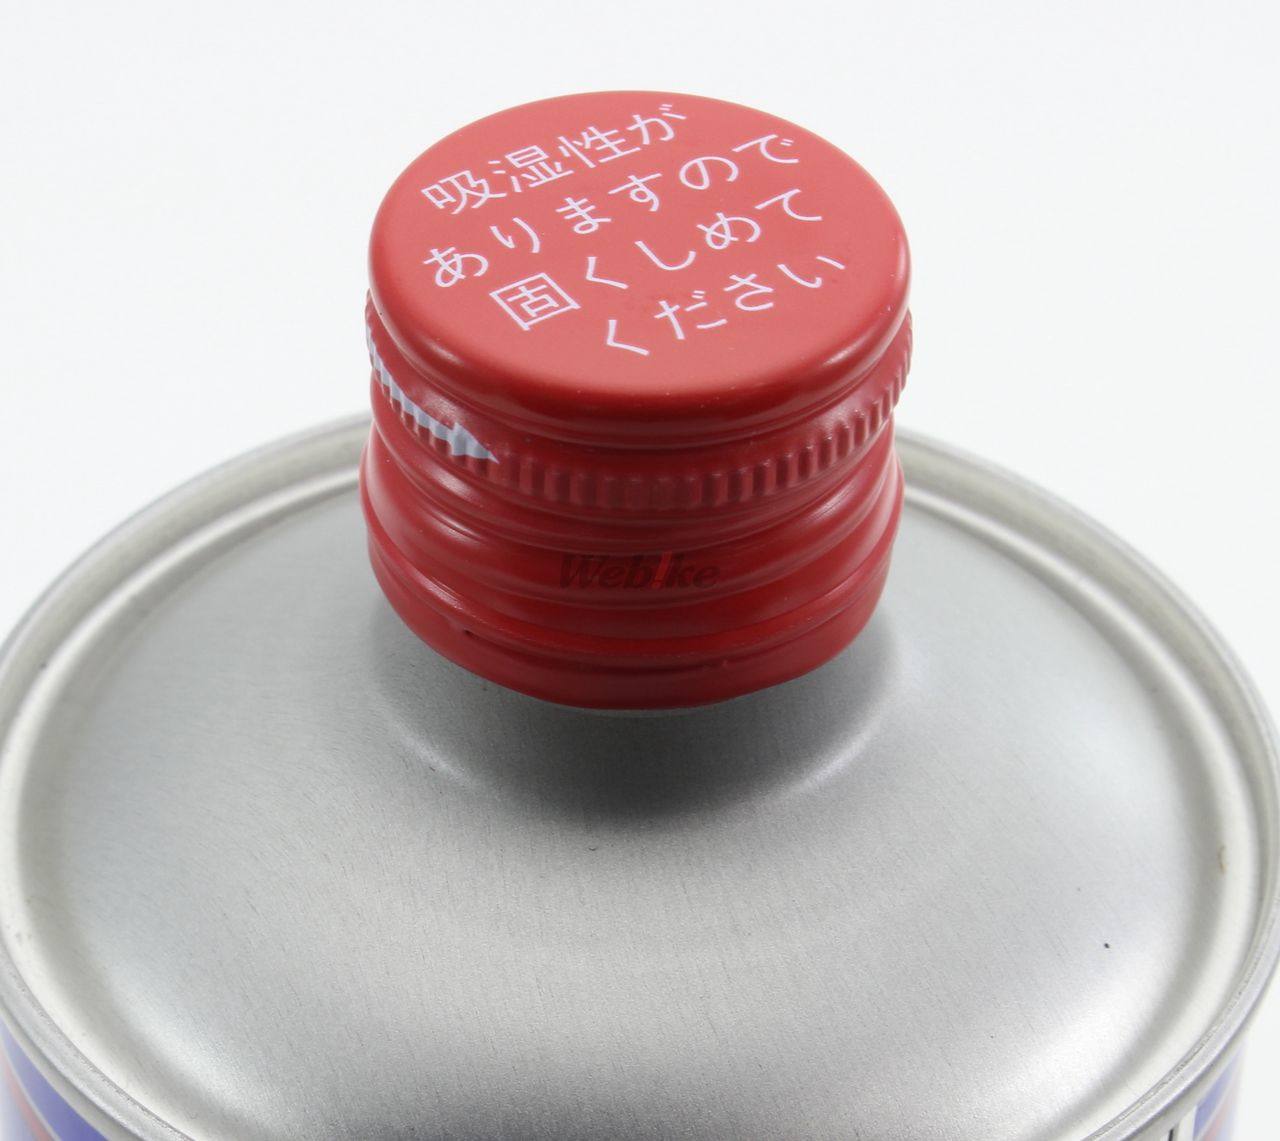 吸湿性が
ありますので
固くしめて
ください
Webike